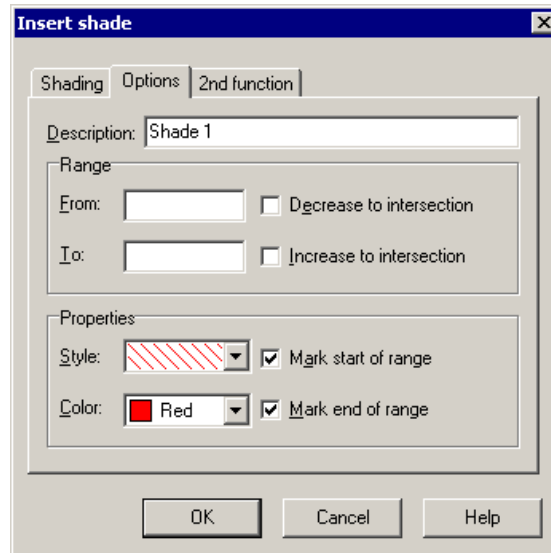 Insert shade
Shading Options 2nd function
Description: Shade 1
Range
From: Decrease to intersection
To: Increase to intersection
Properties
Style: Mark start of range
Color: Red Mark end of range
OK Cancel Help